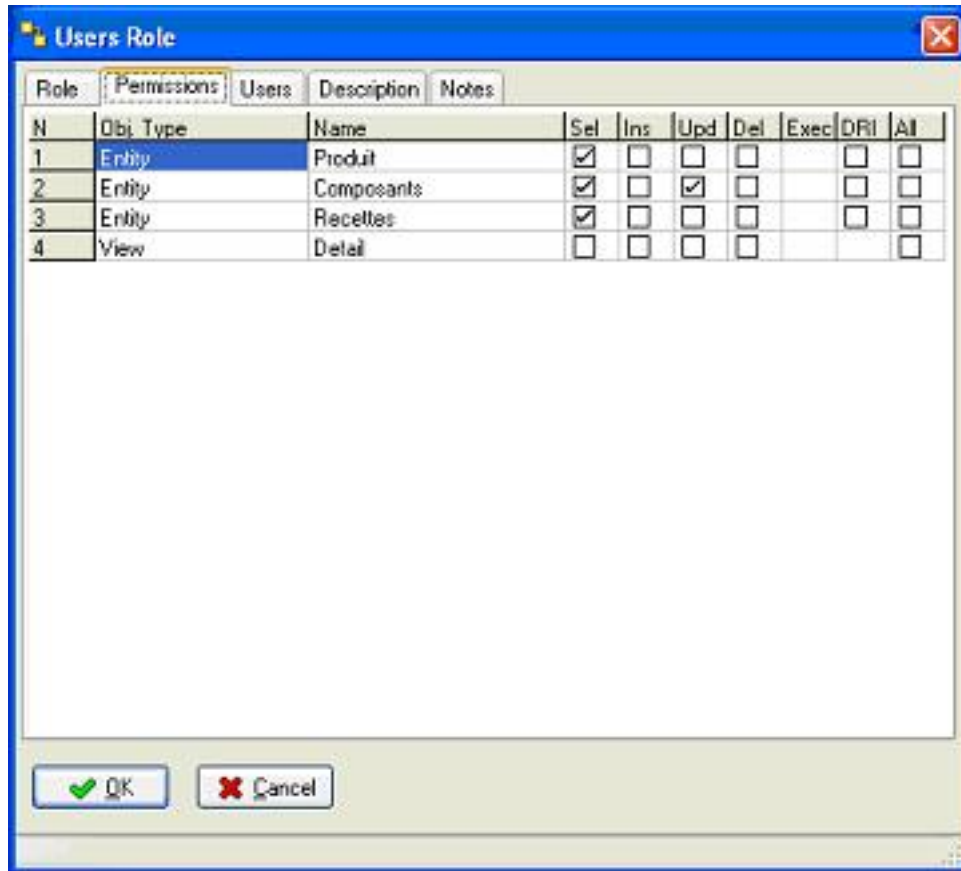 Users Role
Role Permissions Users Description Notes
N Obj. Type Name Sel Ins Upd Del Exec DRI All
1 Entity Produit
2 Entity Composants
3 Entity Recettes
4 View Detail
OK Cancel